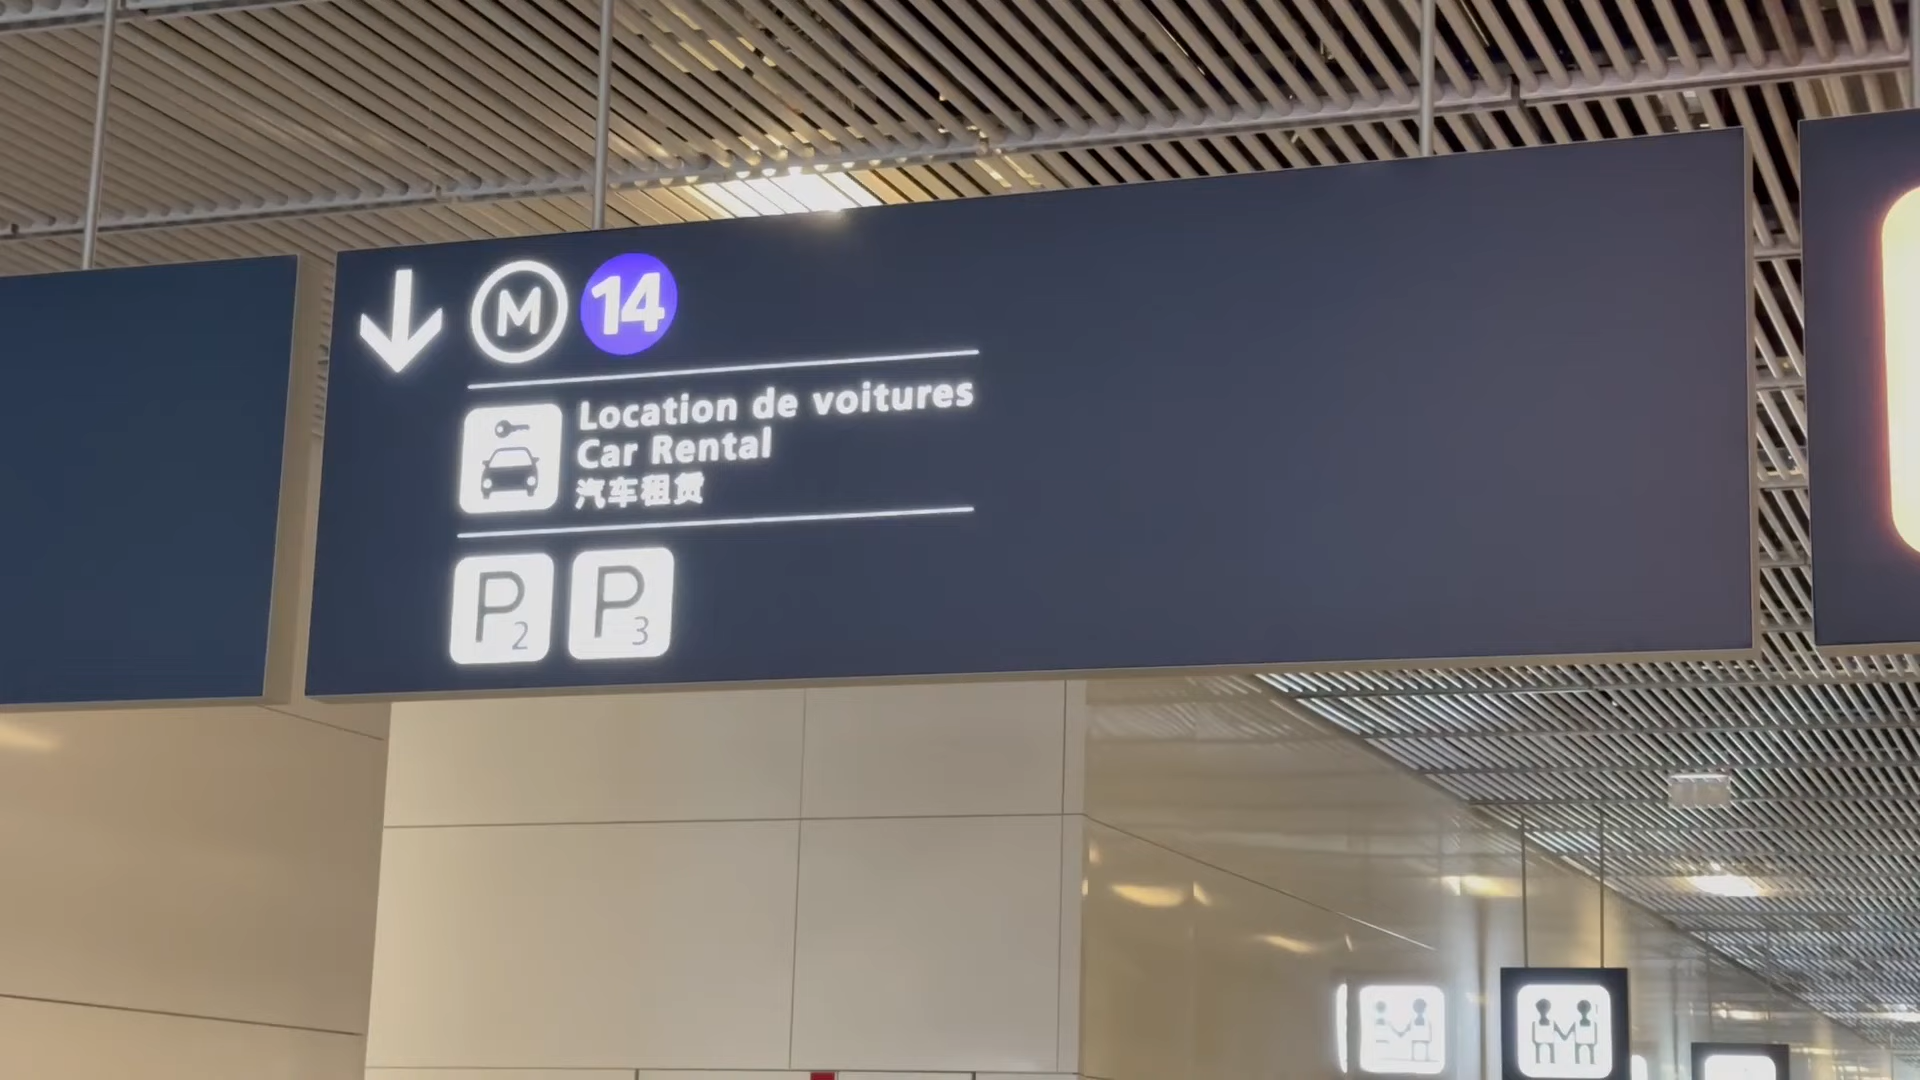 M 14
Location de voitures
Car Rental
汽车租赁
P2 P3